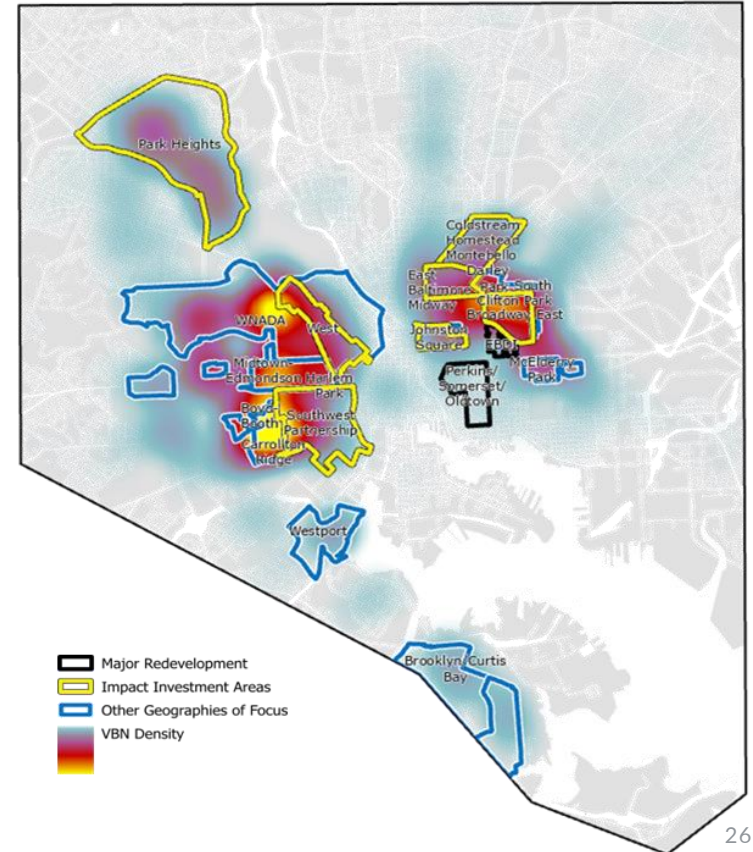 Park Heights
Coldstream
Homestead
Montebello
Darley
Park
East
Baltimore
Midway
South
Clifton Park
Broadway East
Johnston
Square
EBDI
McElderry
Park
Perkins/
Somerset/
Oldtown
WNADA
West
Midtown-
Edmondson
Harlem
Park
Boyd-
Booth
Southwest
Partnership
Carrollton
Ridge
Westport
Brooklyn
Curtis
Bay
Major Redevelopment
Impact Investment Areas
Other Geographies of Focus
VBN Density
26